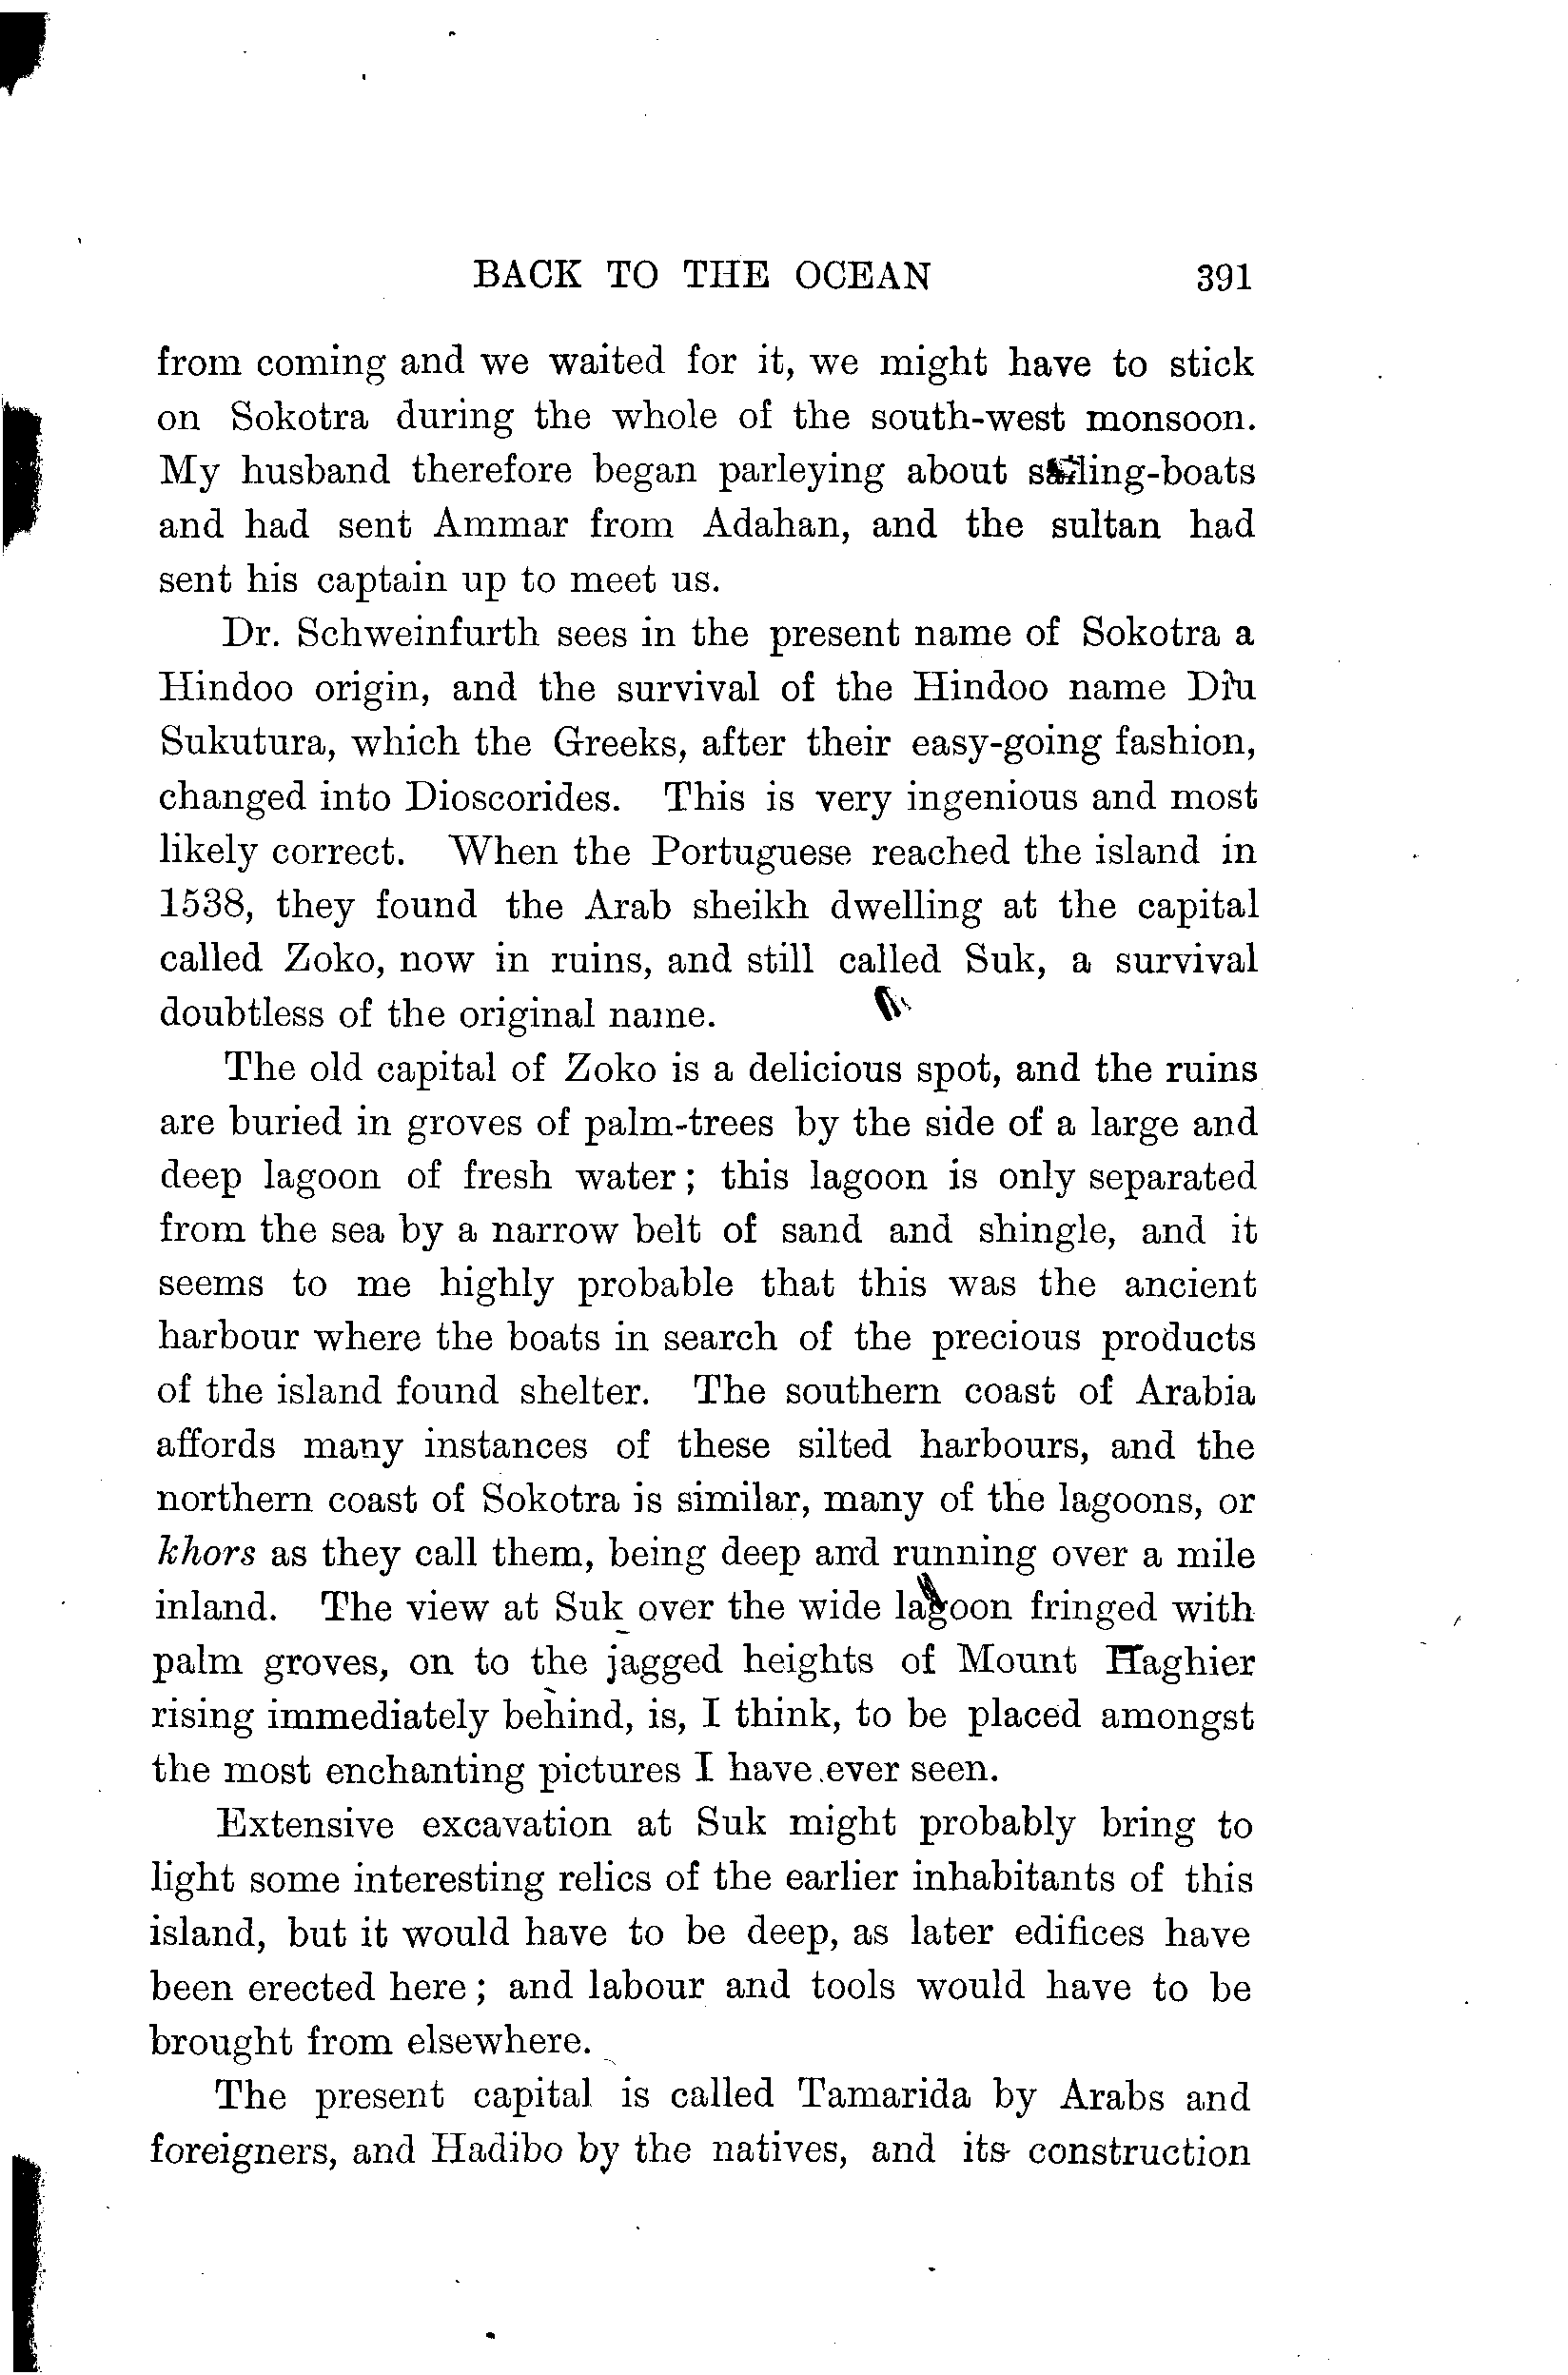 BACK TO THE OCEAN 391
from coming and we waited for it, we might have to stick
on Sokotra during the whole of the south-west monsoon.
My husband therefore began parleying about sailing-boats
and had sent Ammar from Adahan, and the sultan had
sent his captain up to meet us.
Dr. Schweinfurth sees in the present name of Sokotra a
Hindoo origin, and the survival of the Hindoo name Diu
Sukutura, which the Greeks, after their easy-going fashion,
changed into Dioscorides. This is very ingenious and most
likely correct. When the Portuguese reached the island in
1538, they found the Arab sheikh dwelling at the capital
called Zoko, now in ruins, and still called Suk, a survival
doubtless of the original name.
The old capital of Zoko is a delicious spot, and the ruins
are buried in groves of palm-trees by the side of a large and
deep lagoon of fresh water; this lagoon is only separated
from the sea by a narrow belt of sand and shingle, and it
seems to me highly probable that this was the ancient
harbour where the boats in search of the precious products
of the island found shelter. The southern coast of Arabia
affords many instances of these silted harbours, and the
northern coast of Sokotra is similar, many of the lagoons, or
khors as they call them, being deep and running over a mile
inland. The view at Suk over the wide lagoon fringed with
palm groves, on to the jagged heights of Mount Haghier
rising immediately behind, is, I think, to be placed amongst
the most enchanting pictures I have ever seen.
Extensive excavation at Suk might probably bring to
light some interesting relics of the earlier inhabitants of this
island, but it would have to be deep, as later edifices have
been erected here; and labour and tools would have to be
brought from elsewhere.
The present capital is called Tamarida by Arabs and
foreigners, and Hadibo by the natives, and its construction